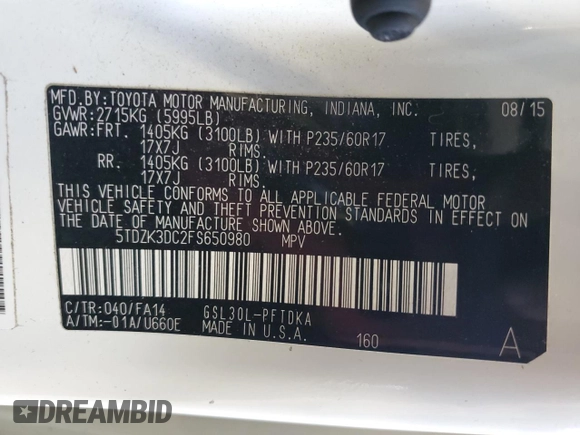 MFD.BY:TOYOTA MOTOR MANUFACTURING, INDIANA, INC. 08/15
GVWR:2715KG (5995LB)
GAWR:FRT. 1405KG (3100LB) WITH P235/60R17 TIRES,
17X7J RIMS.
RR. 1405KG (3100LB) WITH P235/60R17 TIRES,
17X7J RIMS.
THIS VEHICLE CONFORMS TO ALL APPLICABLE FEDERAL MOTOR
VEHICLE SAFETY AND THEFT PREVENTION STANDARDS IN EFFECT ON
THE DATE OF MANUFACTURE SHOWN ABOVE.
5TDZK3DC2FS650980 MPV
C/TR:040/FA14 GSL30L-PFTDKA
A/TM:-01A/U660E MADE IN U.S.A. 160 A
DREAMBID